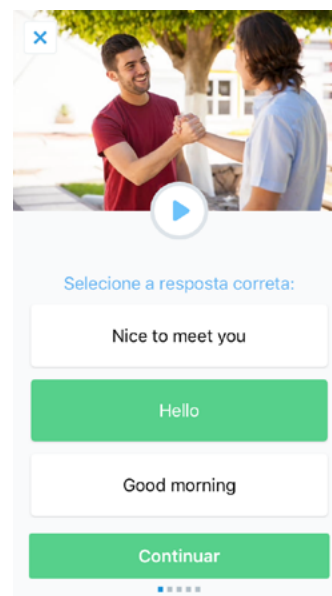 Selecione a resposta correta:
Nice to meet you
Hello
Good morning
Continuar